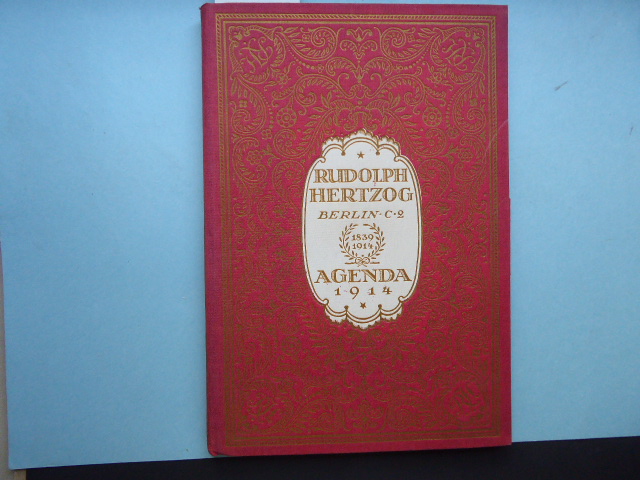 RUDOLPH
HERTZOG
BERLIN·C·2
1839
1914
AGENDA
1914